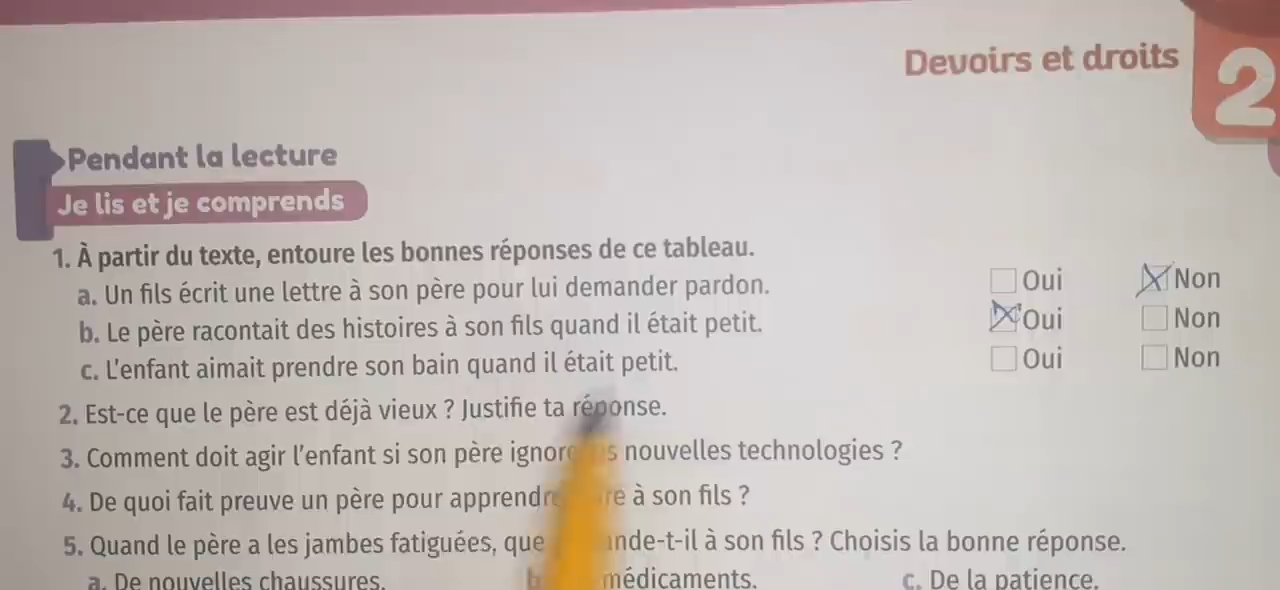 Devoirs et droits 2
Pendant la lecture
Je lis et je comprends
1. À partir du texte, entoure les bonnes réponses de ce tableau.
a. Un fils écrit une lettre à son père pour lui demander pardon. Oui Non
b. Le père racontait des histoires à son fils quand il était petit. Oui Non
c. L'enfant aimait prendre son bain quand il était petit. Oui Non
2. Est-ce que le père est déjà vieux ? Justifie ta réponse.
3. Comment doit agir l'enfant si son père nouvelles technologies ?
4. De quoi fait preuve un père pour à son fils ?
5. Quand le père a les jambes fatiguées, que à son fils ? Choisis la bonne réponse.
a. De nouvelles chaussures. médicaments. c. De la patience.